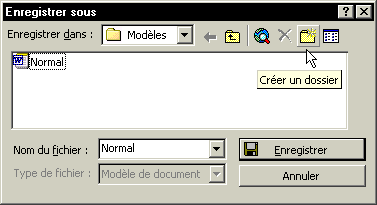 Enregistrer sous
Enregistrer dans : Modèles
Normal
Créer un dossier
Nom du fichier : Normal Enregistrer
Type de fichier : Modèle de document Annuler